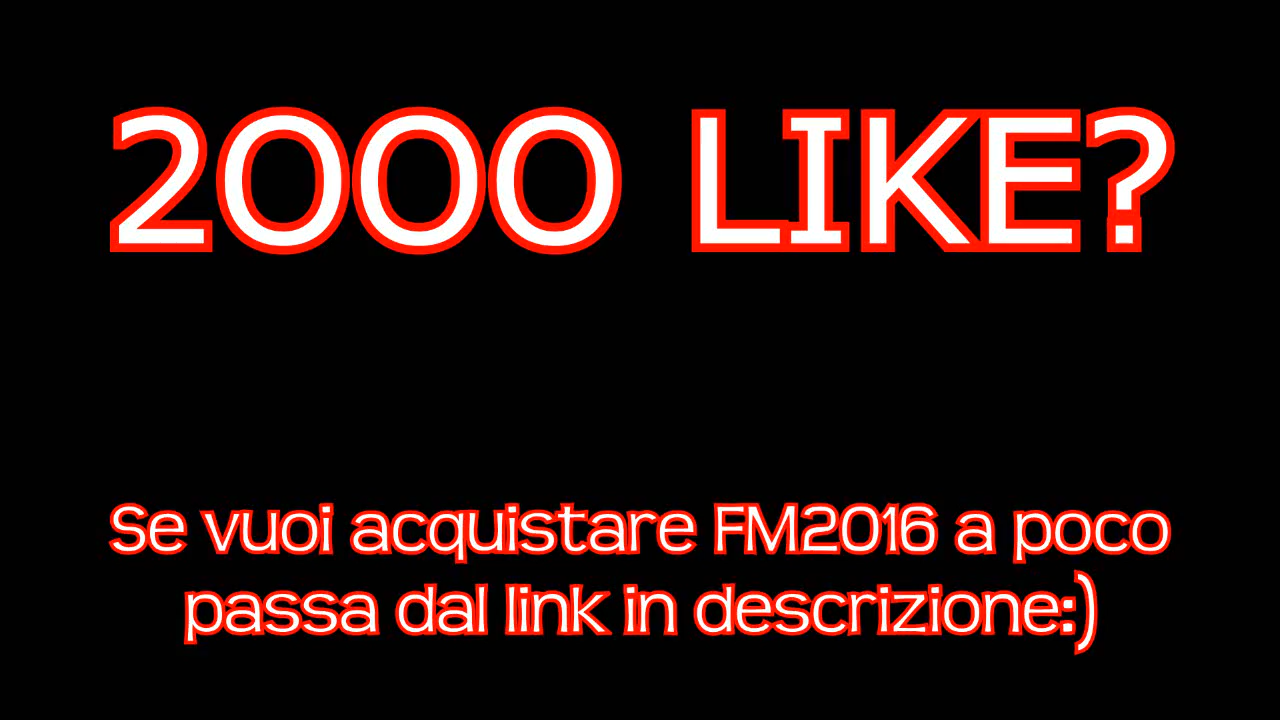 2000 LIKE?
Se vuoi acquistare FM2016 a poco
passa dal link in descrizione:)